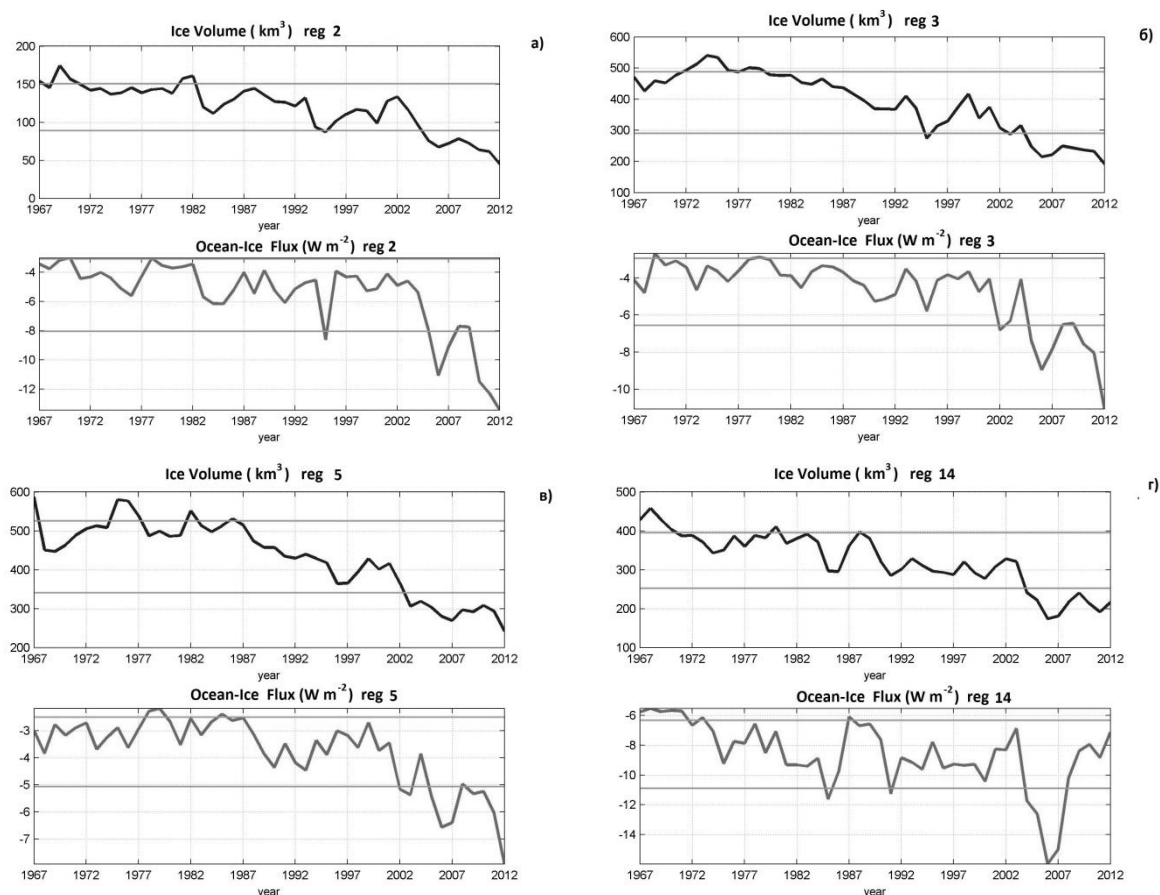 а)
Ice Volume ( km³ ) reg 2
200
150
100
50
0
1967 1972 1977 1982 1987 1992 1997 2002 2007 2012
year
Ocean-Ice Flux (W m⁻²) reg 2
-4
-6
-8
-10
-12
1967 1972 1977 1982 1987 1992 1997 2002 2007 2012
year
б)
Ice Volume ( km³ ) reg 3
600
500
400
300
200
100
1967 1972 1977 1982 1987 1992 1997 2002 2007 2012
year
Ocean-Ice Flux (W m⁻²) reg 3
-4
-6
-8
-10
1967 1972 1977 1982 1987 1992 1997 2002 2007 2012
year
в)
Ice Volume ( km³ ) reg 5
600
500
400
300
200
1967 1972 1977 1982 1987 1992 1997 2002 2007 2012
year
Ocean-Ice Flux (W m⁻²) reg 5
-3
-4
-5
-6
-7
1967 1972 1977 1982 1987 1992 1997 2002 2007 2012
year
г)
Ice Volume ( km³ ) reg 14
500
400
300
200
100
1967 1972 1977 1982 1987 1992 1997 2002 2007 2012
year
Ocean-Ice Flux (W m⁻²) reg 14
-6
-8
-10
-12
-14
1967 1972 1977 1982 1987 1992 1997 2002 2007 2012
year